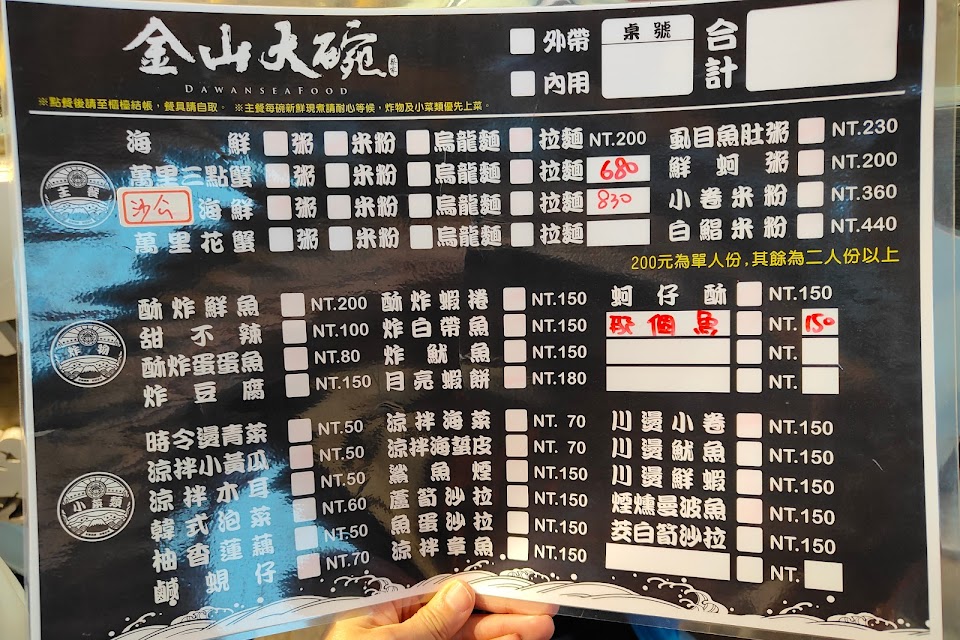 金山大碗
DAWANSEAFOOD
※點餐後請至櫃檯結帳，餐具請自取。 ※主餐每碗新鮮現煮請耐心等候，炸物及小菜類優先上菜。
外帶
內用
桌號
合計
主餐
海鮮 粥 米粉 烏龍麵 拉麵 NT.200
萬里三點蟹 粥 米粉 烏龍麵 拉麵 680
沙公 海鮮 粥 米粉 烏龍麵 拉麵 830
萬里花蟹 粥 米粉 烏龍麵 拉麵
虱目魚肚粥 NT.230
鮮蚵粥 NT.200
小卷米粉 NT.360
白鯧米粉 NT.440
200元為單人份,其餘為二人份以上
炸物
酥炸鮮魚 NT.200
甜不辣 NT.100
酥炸蛋蛋魚 NT.80
炸豆腐 NT.150
酥炸蝦捲 NT.150
炸白帶魚 NT.150
炸魷魚 NT.150
月亮蝦餅 NT.180
蚵仔酥 NT.150
那個魚 NT. 150
NT.
NT.
小菜類
時令燙青菜 NT.50
涼拌小黃瓜 NT.50
涼拌木耳 NT.50
韓式泡菜 NT.60
柚香蓮藕 NT.50
鹹蜆仔 NT.70
涼拌海菜 NT. 70
涼拌海蜇皮 NT. 70
鯊魚煙 NT.150
蘆筍沙拉 NT.150
魚蛋沙拉 NT.150
涼拌章魚 NT.150
川燙小卷 NT.150
川燙魷魚 NT.150
川燙鮮蝦 NT.150
煙燻曼波魚 NT.150
茭白筍沙拉 NT.150
NT.